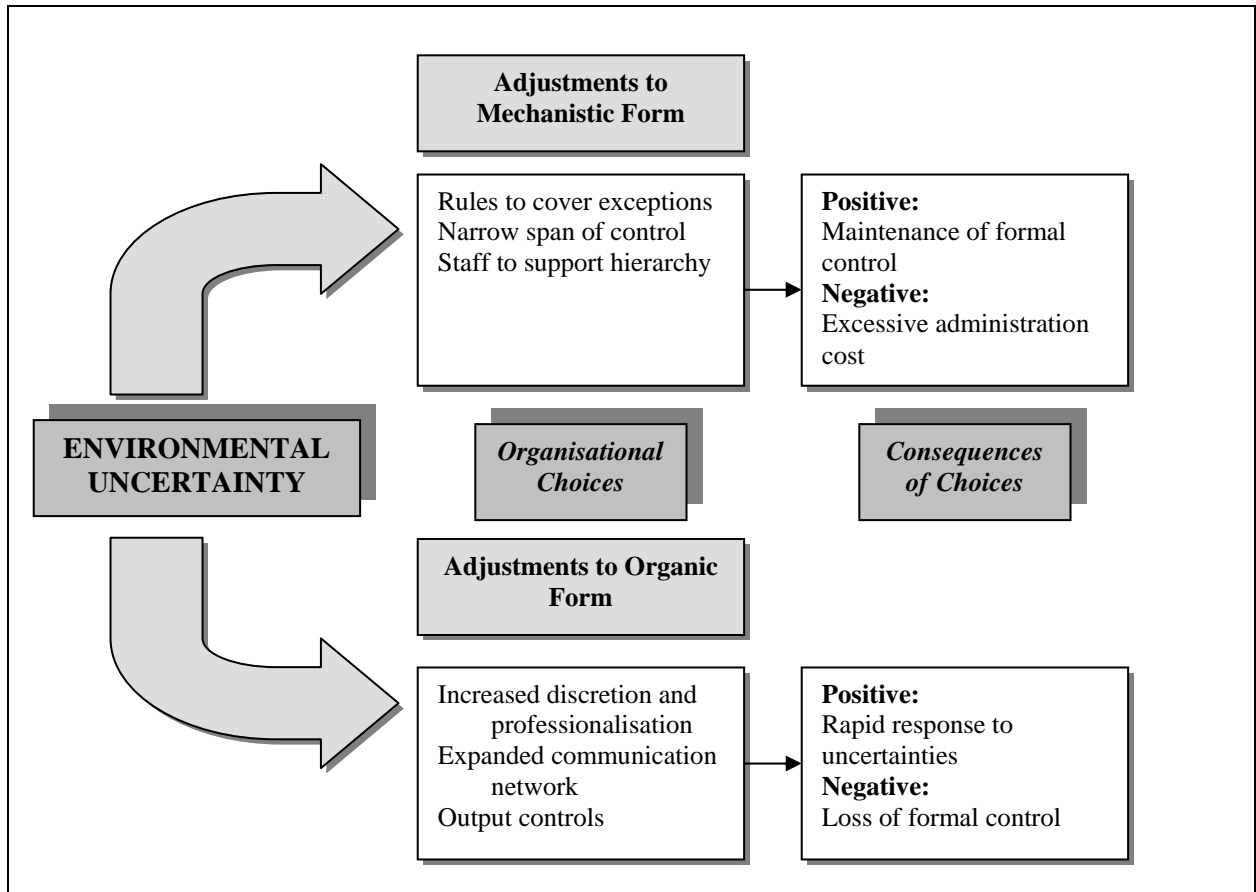 Adjustments to
Mechanistic Form
Rules to cover exceptions
Narrow span of control
Staff to support hierarchy
Positive:
Maintenance of formal
control
Negative:
Excessive administration
cost
ENVIRONMENTAL
UNCERTAINTY
Organisational
Choices
Consequences
of Choices
Adjustments to Organic
Form
Increased discretion and
professionalisation
Expanded communication
network
Output controls
Positive:
Rapid response to
uncertainties
Negative:
Loss of formal control